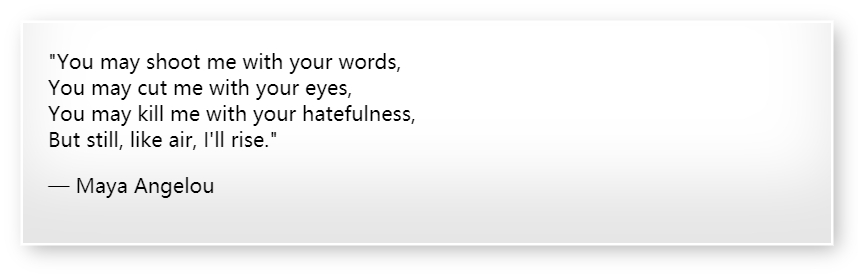 "You may shoot me with your words,
You may cut me with your eyes,
You may kill me with your hatefulness,
But still, like air, I'll rise."
— Maya Angelou